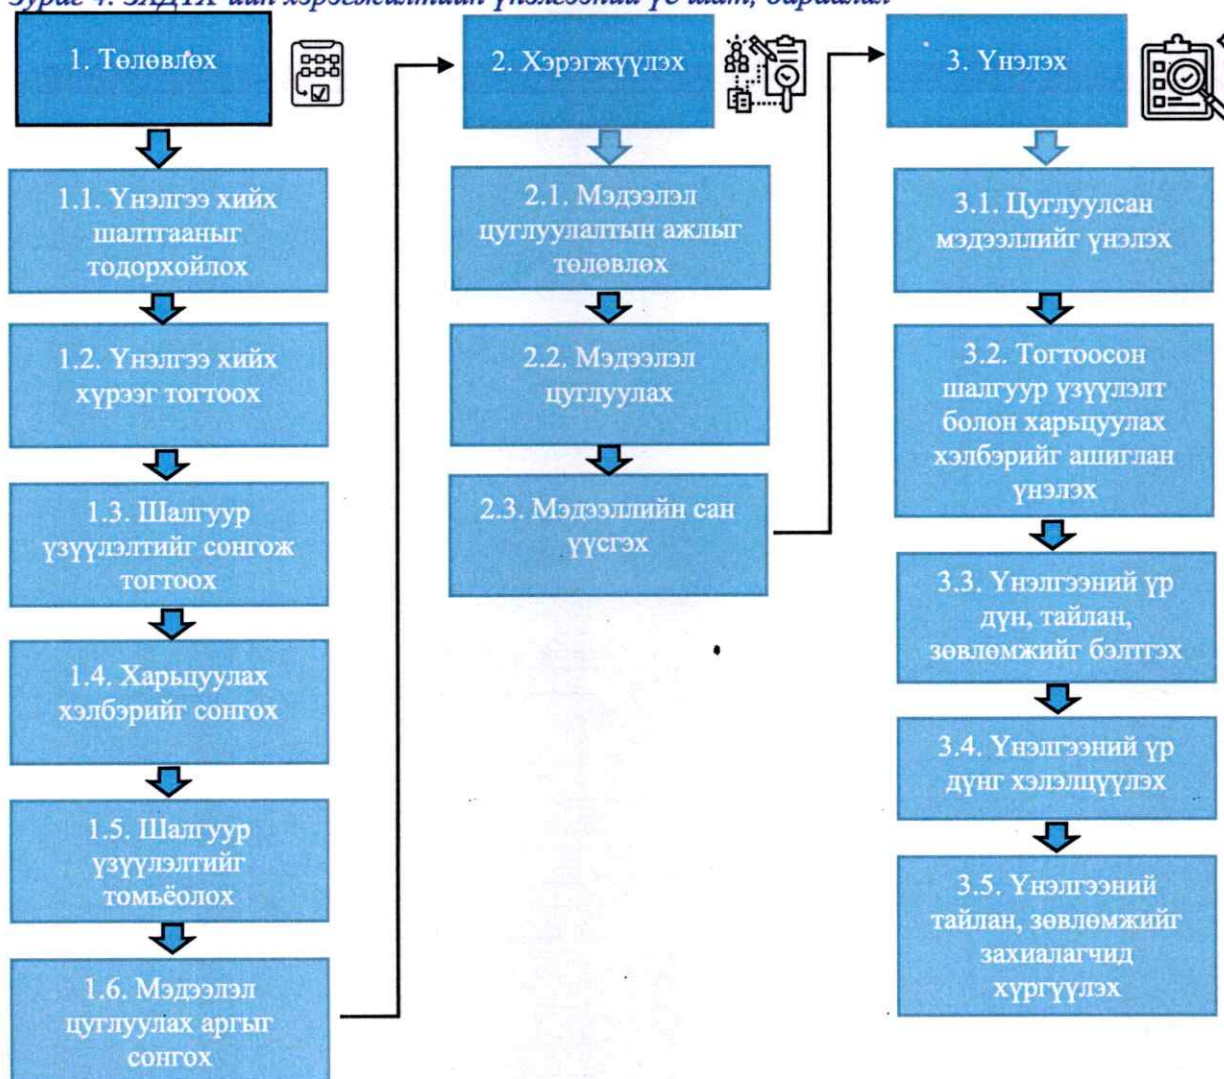 1. Төлөвлөх
1.1. Үнэлгээ хийх
шалтгааныг
тодорхойлох
1.2. Үнэлгээ хийх
хүрээг тогтоох
1.3. Шалгуур
үзүүлэлтийг сонгож
тогтоох
1.4. Харьцуулах
хэлбэрийг сонгох
1.5. Шалгуур
үзүүлэлтийг
томьёолох
1.6. Мэдээлэл
цуглуулах аргыг
сонгох
2. Хэрэгжүүлэх
2.1. Мэдээлэл
цуглуулалтын ажлыг
төлөвлөх
2.2. Мэдээлэл
цуглуулах
2.3. Мэдээллийн сан
үүсгэх
3. Үнэлэх
3.1. Цуглуулсан
мэдээллийг үнэлэх
3.2. Тогтоосон
шалгуур үзүүлэлт
болон харьцуулах
хэлбэрийг ашиглан
үнэлэх
3.3. Үнэлгээний үр
дүн, тайлан,
зөвлөмжийг бэлтгэх
3.4. Үнэлгээний үр
дүнг хэлэлцүүлэх
3.5. Үнэлгээний
тайлан, зөвлөмжийг
захиалагчид
хүргүүлэх